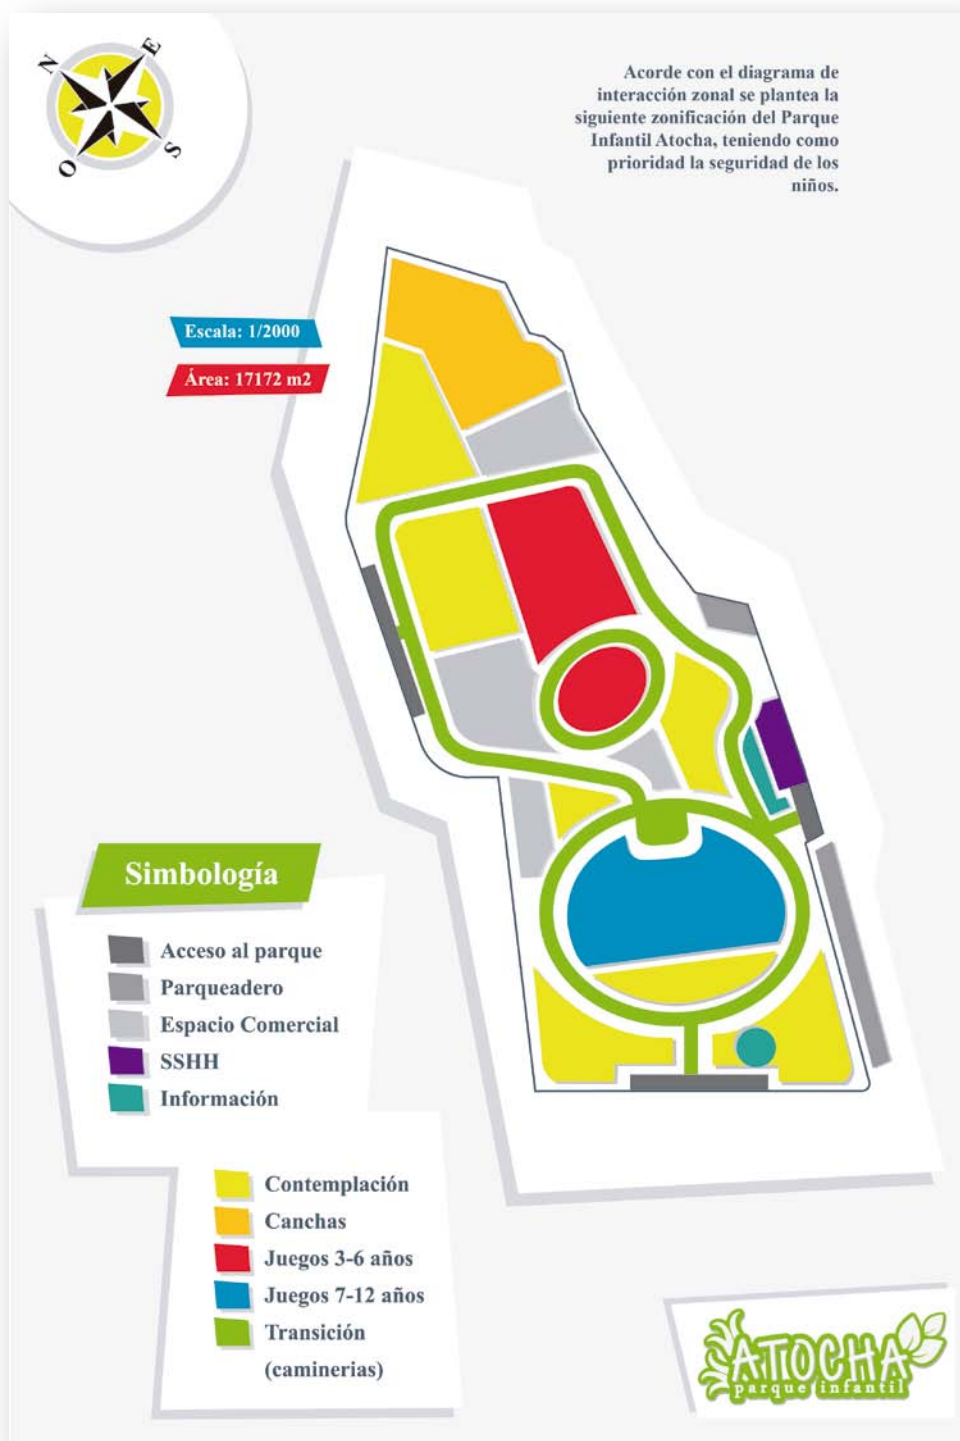 N
E
O
S
Acorde con el diagrama de
interacción zonal se plantea la
siguiente zonificación del Parque
Infantil Atocha, teniendo como
prioridad la seguridad de los
niños.
Escala: 1/2000
Área: 17172 m2
Simbología
Acceso al parque
Parqueadero
Espacio Comercial
SSHH
Información
Contemplación
Canchas
Juegos 3-6 años
Juegos 7-12 años
Transición
(caminerias)
ATOCHA
parque infantil